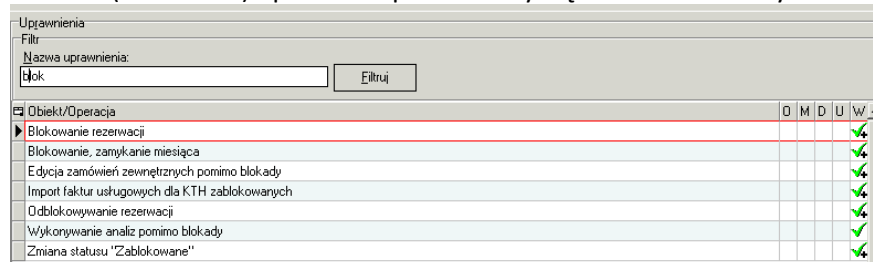 Uprawnienia
Filtr
Nazwa uprawnienia:
blok
Filtruj
Obiekt/Operacja O M D U W
Blokowanie rezerwacji
Blokowanie, zamykanie miesiąca
Edycja zamówień zewnętrznych pomimo blokady
Import faktur usługowych dla KTH zablokowanych
Odblokowywanie rezerwacji
Wykonywanie analiz pomimo blokady
Zmiana statusu "Zablokowane"